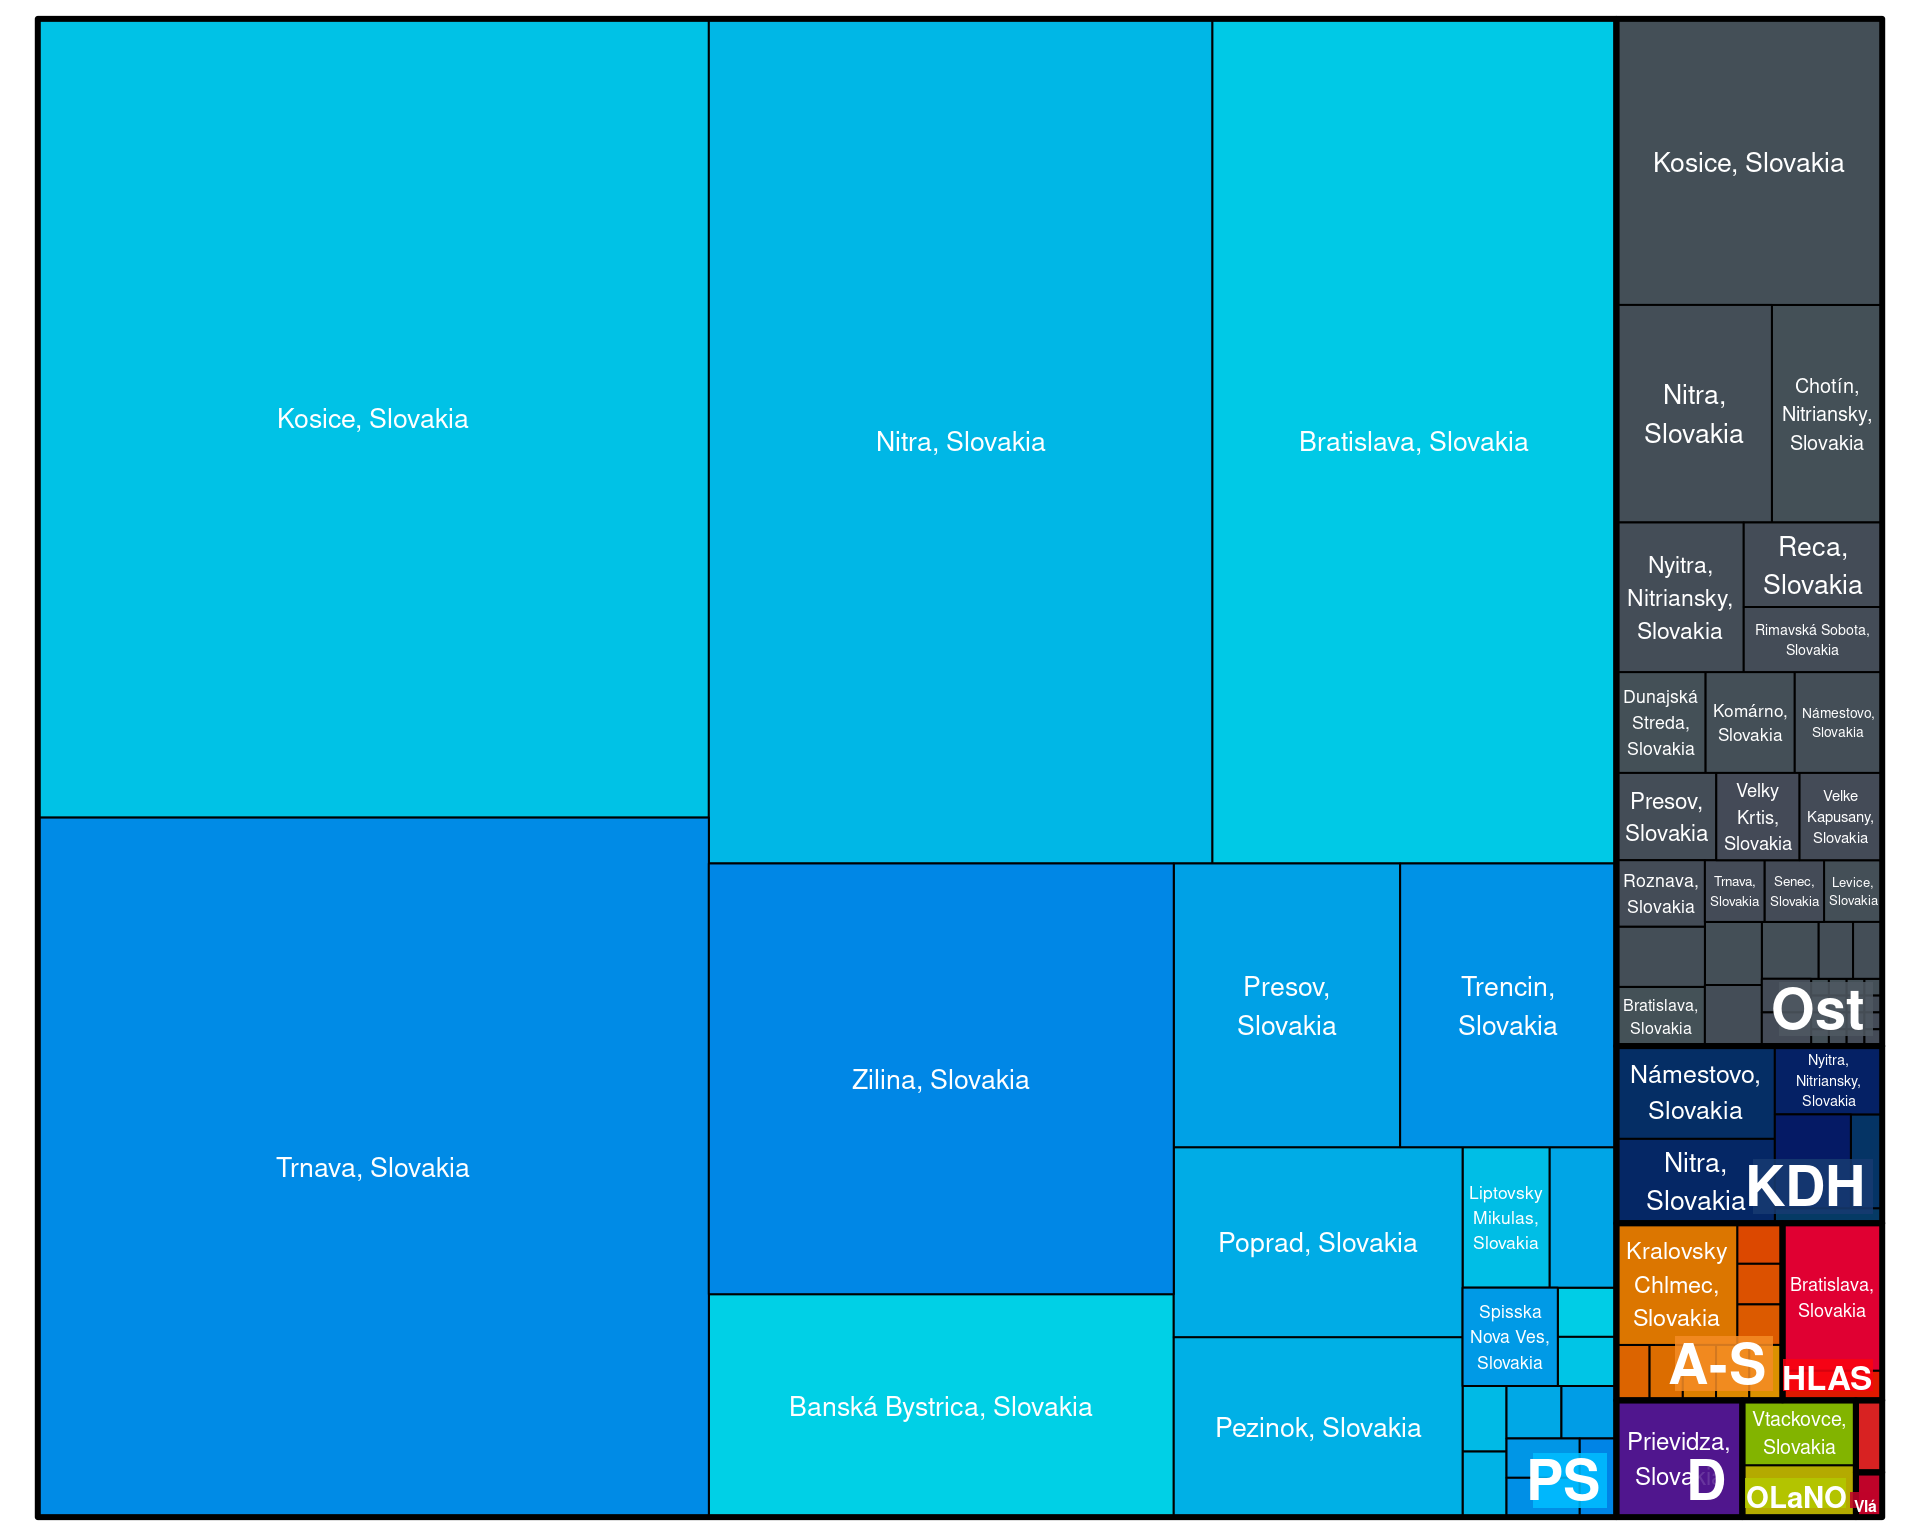 Kosice, Slovakia
Nitra, Slovakia
Bratislava, Slovakia
Trnava, Slovakia
Zilina, Slovakia
Banská Bystrica, Slovakia
Presov,
Slovakia
Trencin,
Slovakia
Poprad, Slovakia
Pezinok, Slovakia
Liptovsky
Mikulas,
Slovakia
Spisska
Nova Ves,
Slovakia
PS
Kosice, Slovakia
Nitra,
Slovakia
Chotín,
Nitriansky,
Slovakia
Nyitra,
Nitriansky,
Slovakia
Reca,
Slovakia
Rimavská Sobota,
Slovakia
Dunajská
Streda,
Slovakia
Komárno,
Slovakia
Námestovo,
Slovakia
Presov,
Slovakia
Velky
Krtis,
Slovakia
Velke
Kapusany,
Slovakia
Roznava,
Slovakia
Trnava,
Slovakia
Senec,
Slovakia
Levice,
Slovakia
Bratislava,
Slovakia
Ost
Námestovo,
Slovakia
Nyitra,
Nitriansky,
Slovakia
Nitra,
Slovakia
KDH
Kralovsky
Chlmec,
Slovakia
A-S
Bratislava,
Slovakia
HLAS
Prievidza,
Slovakia
D
Vtackovce,
Slovakia
OLaNO
Vlá